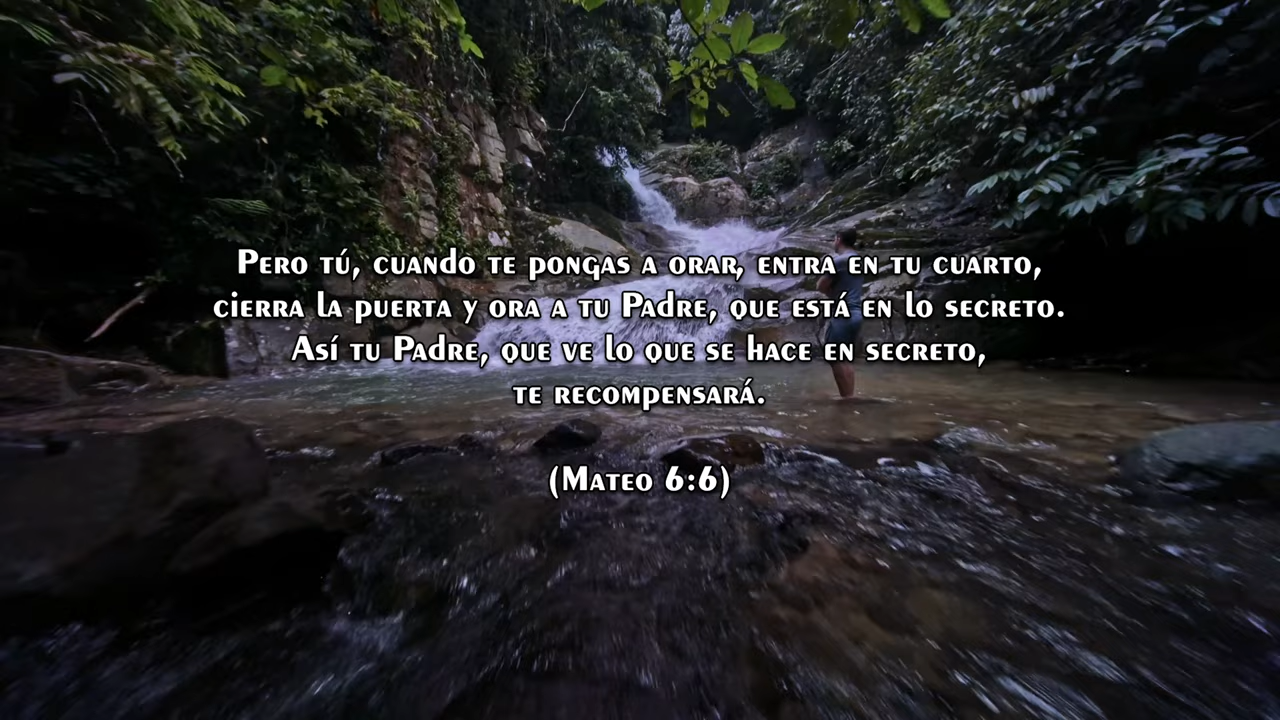 Pero tú, cuando te pongas a orar, entra en tu cuarto,
cierra la puerta y ora a tu Padre, que está en lo secreto.
Así tu Padre, que ve lo que se hace en secreto,
te recompensará.
(Mateo 6:6)